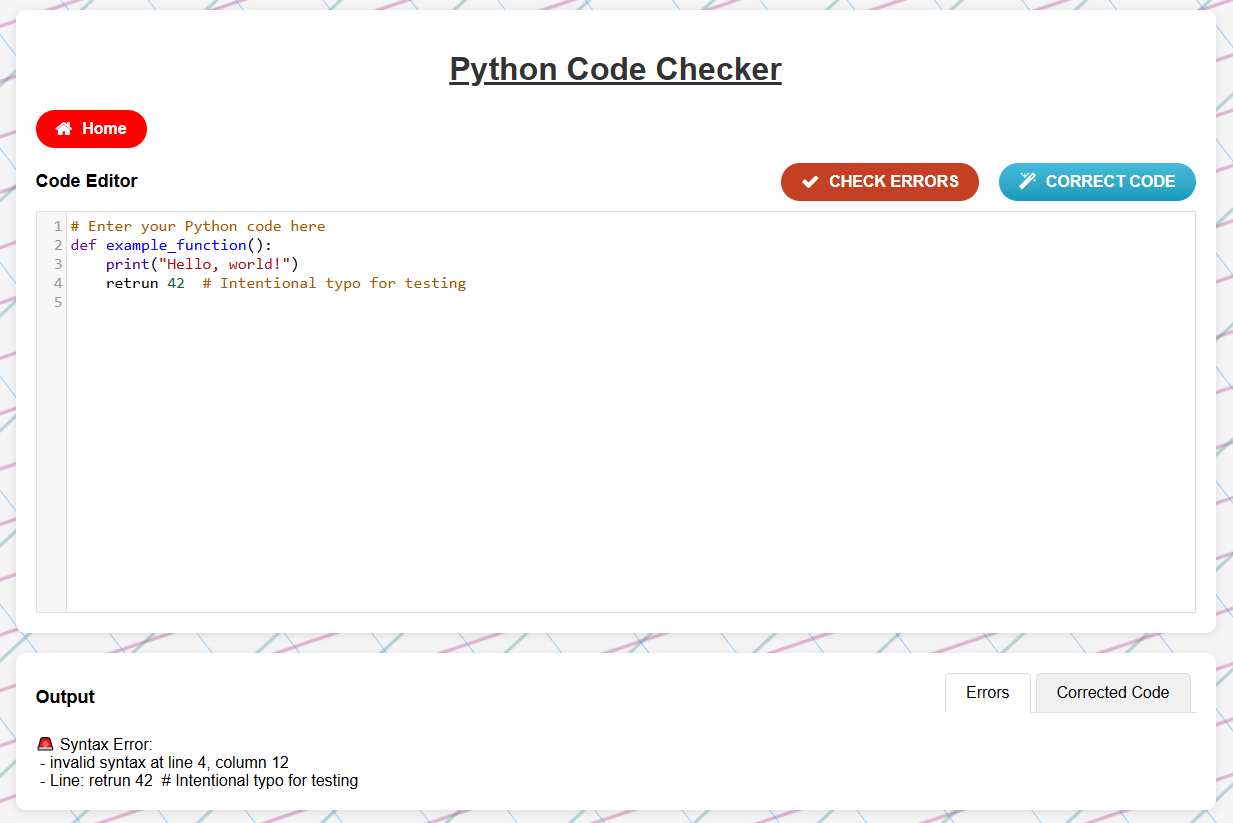 Python Code Checker
Home
Code Editor
CHECK ERRORS
CORRECT CODE
1 # Enter your Python code here
2 def example_function():
3     print("Hello, world!")
4     retrun 42  # Intentional typo for testing
5
Output
Errors
Corrected Code
🚨 Syntax Error:
- invalid syntax at line 4, column 12
- Line: retrun 42  # Intentional typo for testing